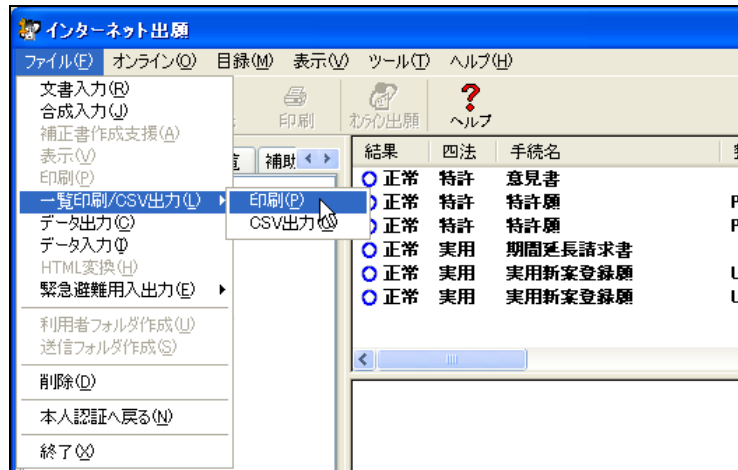 インターネット出願
ファイル(F) オンライン(O) 目録(M) 表示(V) ツール(T) ヘルプ(H)
印刷 オンライン出願 ヘルプ
補助
文書入力(R)
合成入力(J)
補正書作成支援(A)
表示(V)
印刷(P)
一覧印刷/CSV出力(L)
データ出力(C)
データ入力(I)
HTML変換(H)
緊急避難用入出力(E)
利用者フォルダ作成(U)
送信フォルダ作成(S)
削除(D)
本人認証へ戻る(N)
終了(X)
印刷(P)
CSV出力
結果 四法 手続名
正常 特許 意見書
正常 特許 特許願
正常 特許 特許願
正常 実用 期間延長請求書
正常 実用 実用新案登録願
正常 実用 実用新案登録願